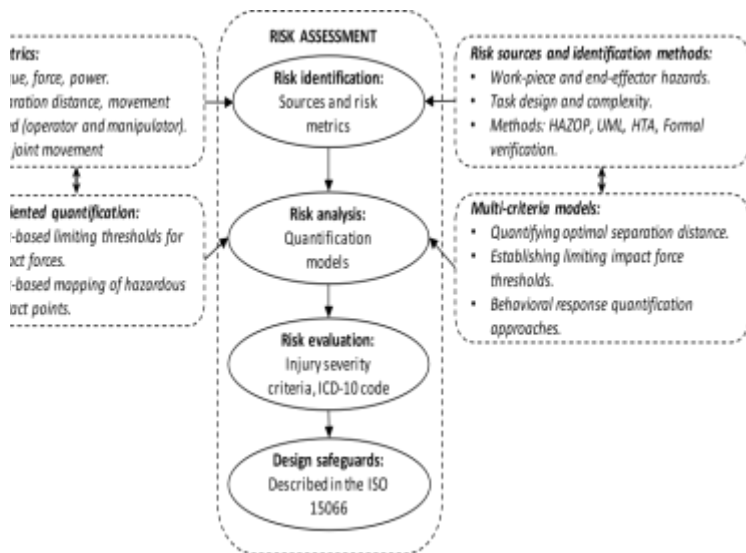 RISK ASSESSMENT
trics:
ue, force, power.
aration distance, movement
ed (operator and manipulator).
joint movement
iented quantification:
-based limiting thresholds for
act forces.
-based mapping of hazardous
act points.
Risk identification:
Sources and risk
metrics
Risk analysis:
Quantification
models
Risk evaluation:
Injury severity
criteria, ICD-10 code
Design safeguards:
Described in the ISO
15066
Risk sources and identification methods:
• Work-piece and end-effector hazards.
• Task design and complexity.
• Methods: HAZOP, UML, HTA, Formal
verification.
Multi-criteria models:
• Quantifying optimal separation distance.
• Establishing limiting impact force
thresholds.
• Behavioral response quantification
approaches.